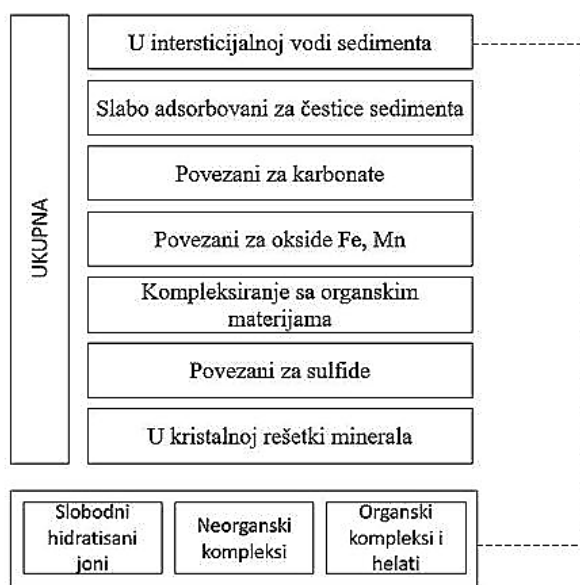 UKUPNA
U intersticijalnoj vodi sedimenta
Slabo adsorbovani za čestice sedimenta
Povezani za karbonate
Povezani za okside Fe, Mn
Kompleksiranje sa organskim
materijama
Povezani za sulfide
U kristalnoj rešetki minerala
Slobodni
hidratisani
joni
Neorganski
kompleksi
Organski
kompleksi i
helati